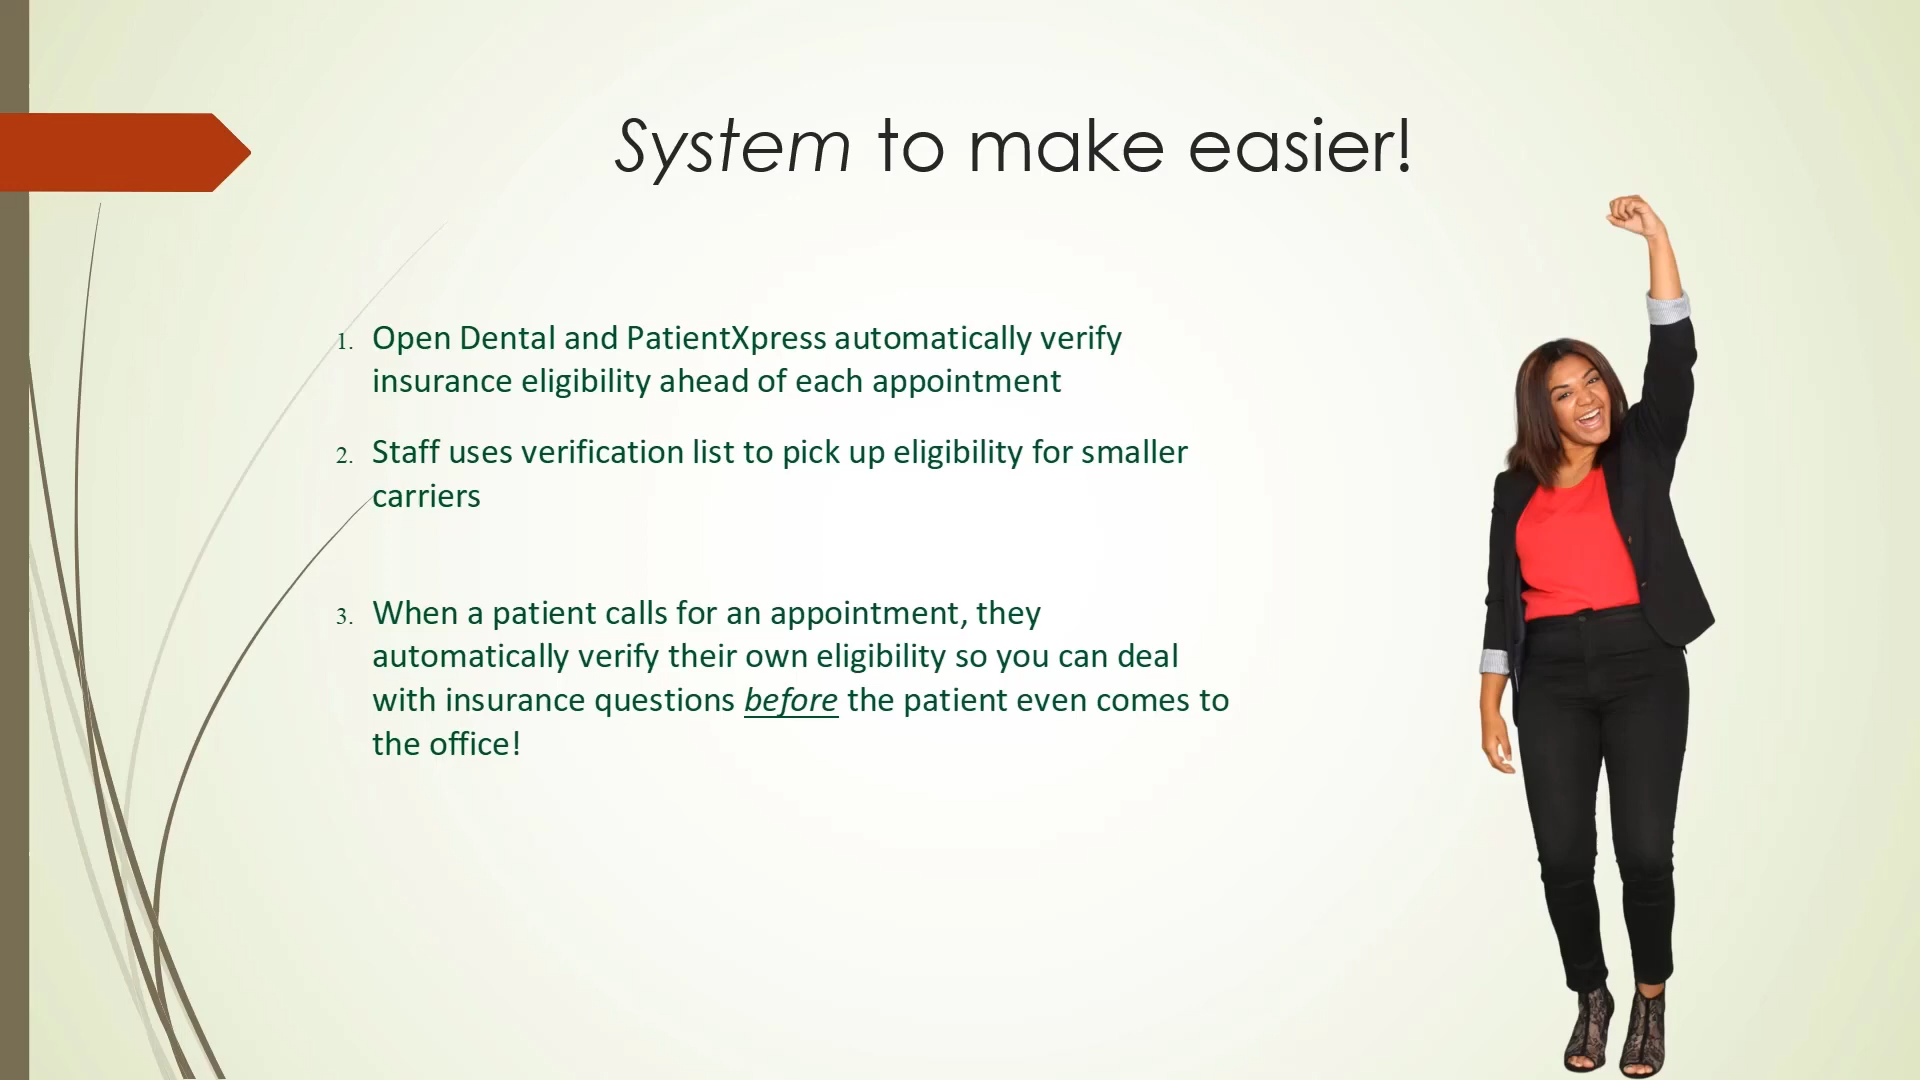 System to make easier!
1. Open Dental and PatientXpress automatically verify
insurance eligibility ahead of each appointment
2. Staff uses verification list to pick up eligibility for smaller
carriers
3. When a patient calls for an appointment, they
automatically verify their own eligibility so you can deal
with insurance questions before the patient even comes to
the office!